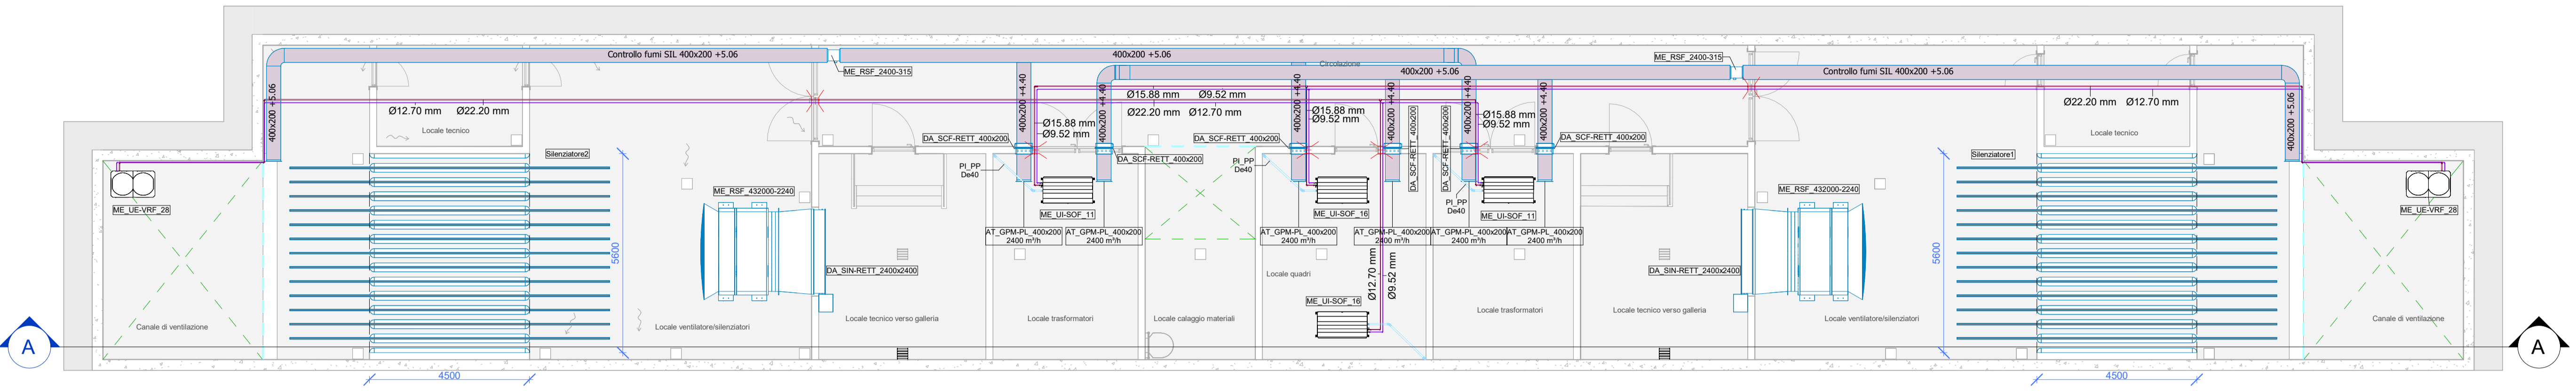 Controllo fumi SIL 400x200 +5.06
400x200 +5.06
ME_RSF_2400-315
Circolazione
400x200 +5.06
ME_RSF_2400-315
Controllo fumi SIL 400x200 +5.06
400x200 +5.06
Ø12.70 mm
Ø22.20 mm
Locale tecnico
400x200 +4.40
Ø15.88 mm
Ø9.52 mm
Ø22.20 mm
Ø12.70 mm
400x200 +4.40
Ø15.88 mm
Ø9.52 mm
400x200 +4.40
Ø15.88 mm
Ø9.52 mm
400x200 +4.40
400x200 +4.40
Ø15.88 mm
Ø9.52 mm
400x200 +4.40
Ø22.20 mm
Ø12.70 mm
Locale tecnico
400x200 +5.06
DA_SCF-RETT_400x200
DA_SCF-RETT_400x200
DA_SCF-RETT_400x200
DA_SCF-RETT_400x200
DA_SCF-RETT_400x200
DA_SCF-RETT_400x200
Silenziatore2
Silenziatore1
PI_PP
De40
PI_PP
De40
PI_PP
De40
ME_UE-VRF_28
ME_RSF_432000-2240
ME_UI-SOF_11
ME_UI-SOF_16
ME_UI-SOF_11
ME_RSF_432000-2240
ME_UE-VRF_28
AT_GPM-PL_400x200
2400 m³/h
AT_GPM-PL_400x200
2400 m³/h
AT_GPM-PL_400x200
2400 m³/h
AT_GPM-PL_400x200
2400 m³/h
AT_GPM-PL_400x200
2400 m³/h
AT_GPM-PL_400x200
2400 m³/h
5600
5600
DA_SIN-RETT_2400x2400
Locale quadri
Ø12.70 mm
Ø9.52 mm
DA_SIN-RETT_2400x2400
ME_UI-SOF_16
Canale di ventilazione
Locale ventilatore/silenziatori
Locale tecnico verso galleria
Locale trasformatori
Locale calaggio materiali
Locale trasformatori
Locale tecnico verso galleria
Locale ventilatore/silenziatori
Canale di ventilazione
A
A
4500
4500